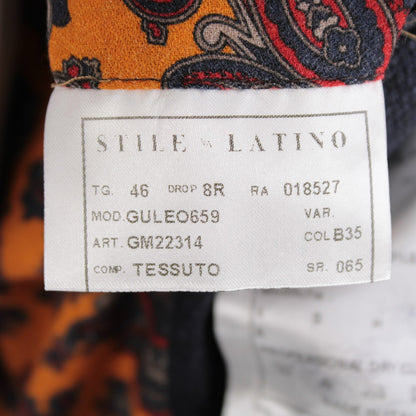 STILE LATINO
TG. 46 DROP 8R RA 018527
MOD. GULEO659 VAR.
ART. GM22314 COL B35
COMP. TESSUTO SR. 065